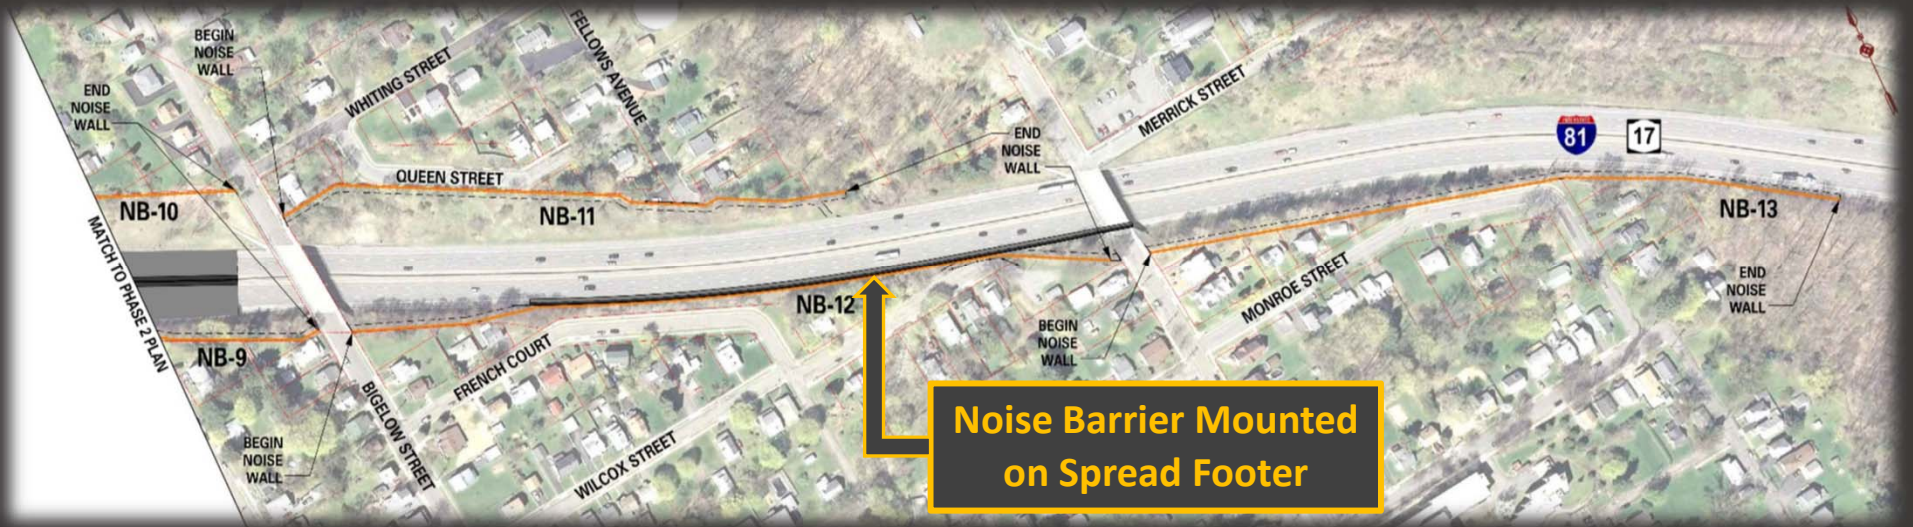 BEGIN
NOISE
WALL
END
NOISE
WALL
WHITING STREET
FELLOWS AVENUE
MERRICK STREET
END
NOISE
WALL
81
17
QUEEN STREET
NB-10
NB-11
NB-13
MATCH TO PHASE 2 PLAN
NB-12
NB-9
MONROE STREET
END
NOISE
WALL
BEGIN
NOISE
WALL
FRENCH COURT
BIGELOW STREET
WILCOX STREET
BEGIN
NOISE
WALL
Noise Barrier Mounted
on Spread Footer